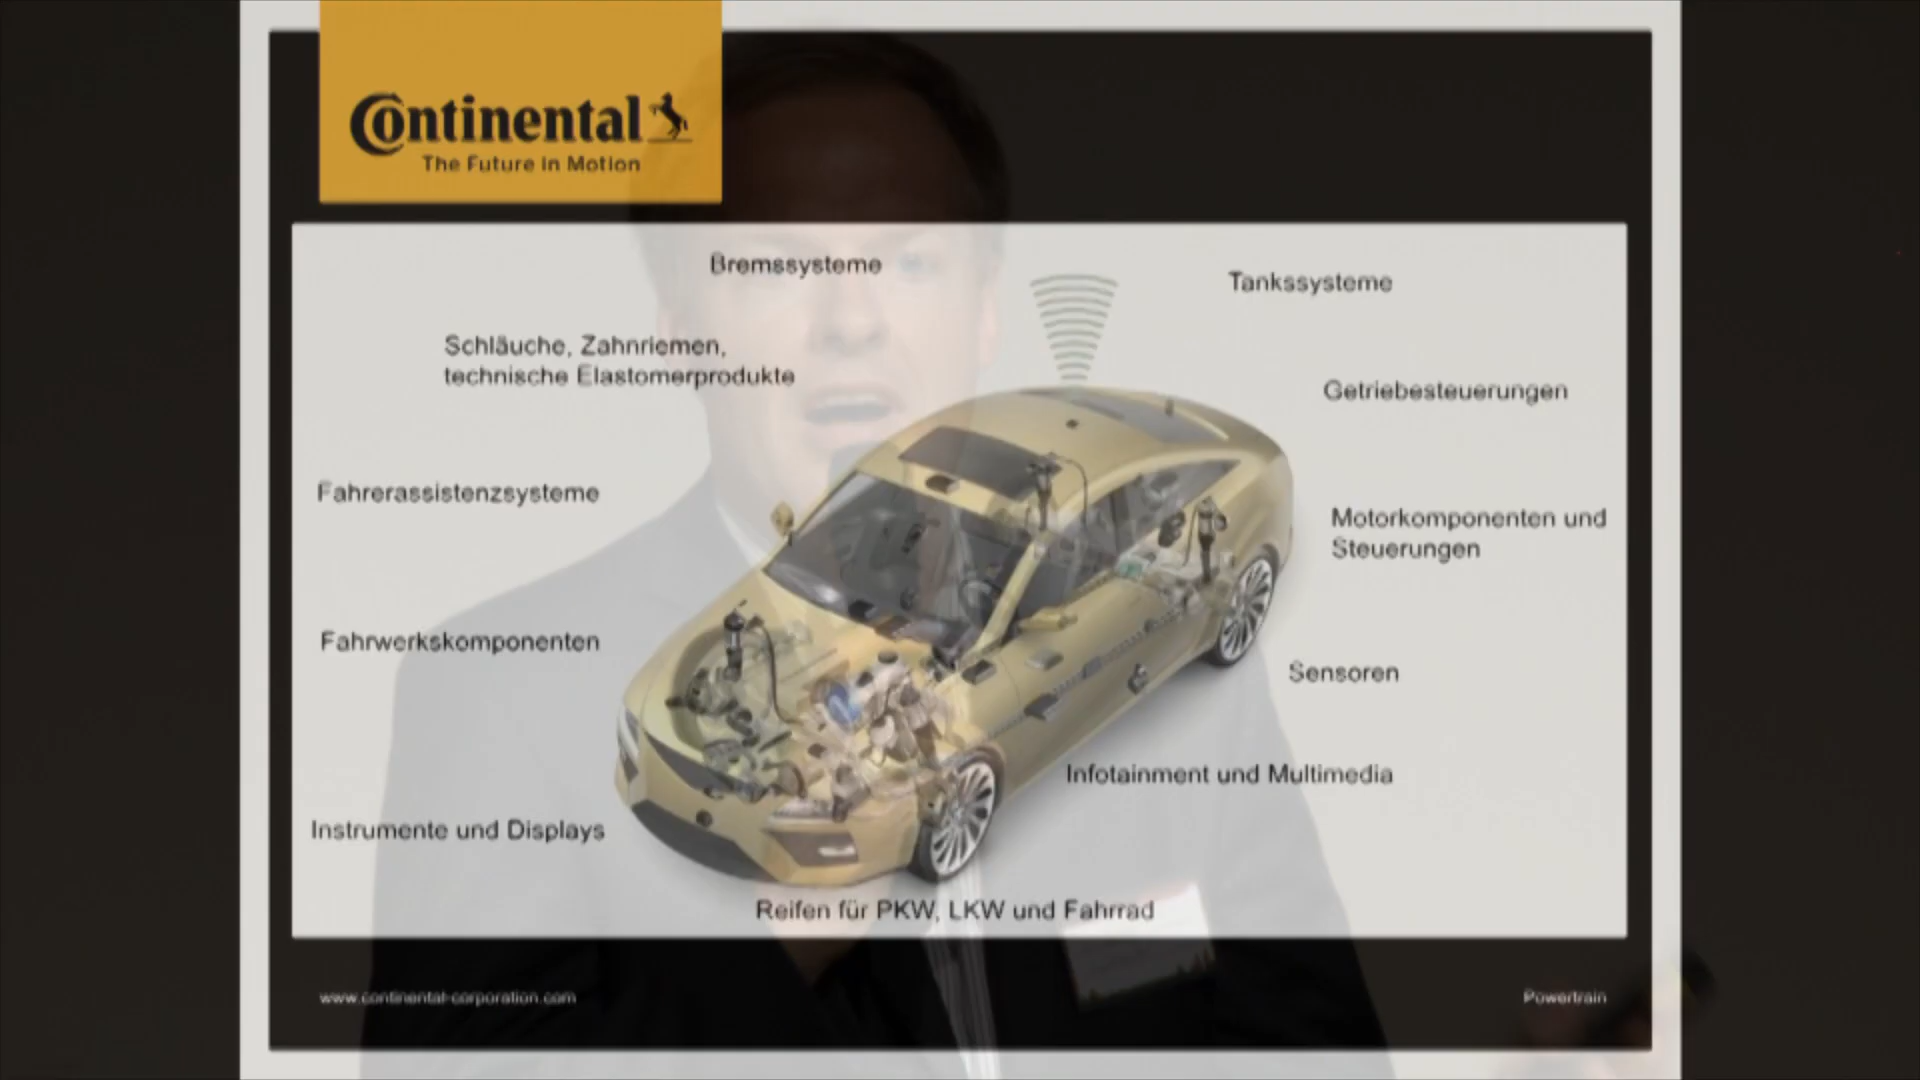 Continental
The Future in Motion
Bremssysteme
Tankssysteme
Schläuche, Zahnriemen,
technische Elastomerprodukte
Getriebesteuerungen
Fahrerassistenzsysteme
Motorkomponenten und
Steuerungen
Fahrwerkskomponenten
Sensoren
Infotainment und Multimedia
Instrumente und Displays
Reifen für PKW, LKW und Fahrrad
www.continental-corporation.com
Powertrain